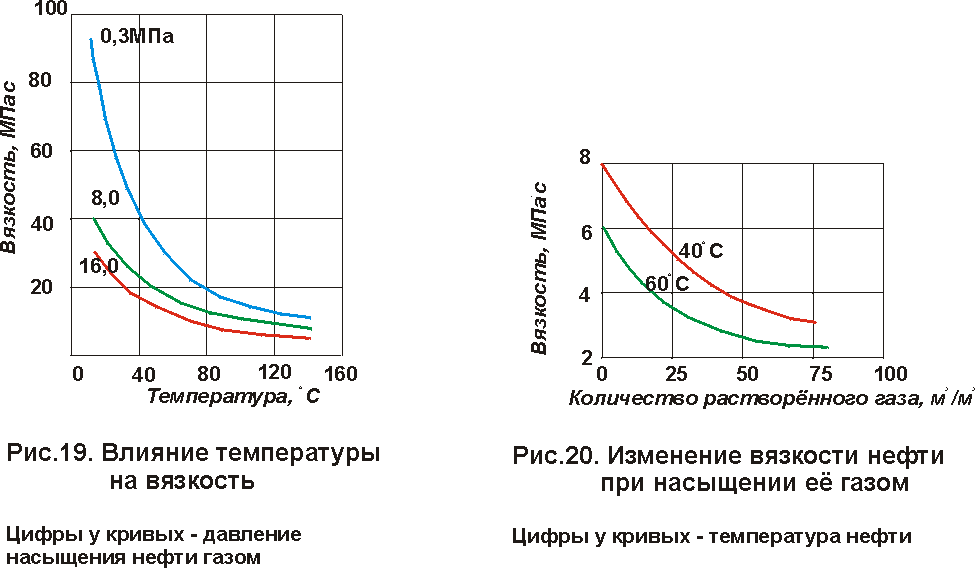 100
80
60
40
20
Вязкость, МПас
0,3МПа
8,0
16,0
0 40 80 120 160
Температура, °С
Рис.19. Влияние температуры
на вязкость
Цифры у кривых - давление
насыщения нефти газом
8
6
4
2
Вязкость, МПа·с
40°С
60°С
0 25 50 75 100
Количество растворённого газа, м³/м³
Рис.20. Изменение вязкости нефти
при насыщении её газом
Цифры у кривых - температура нефти